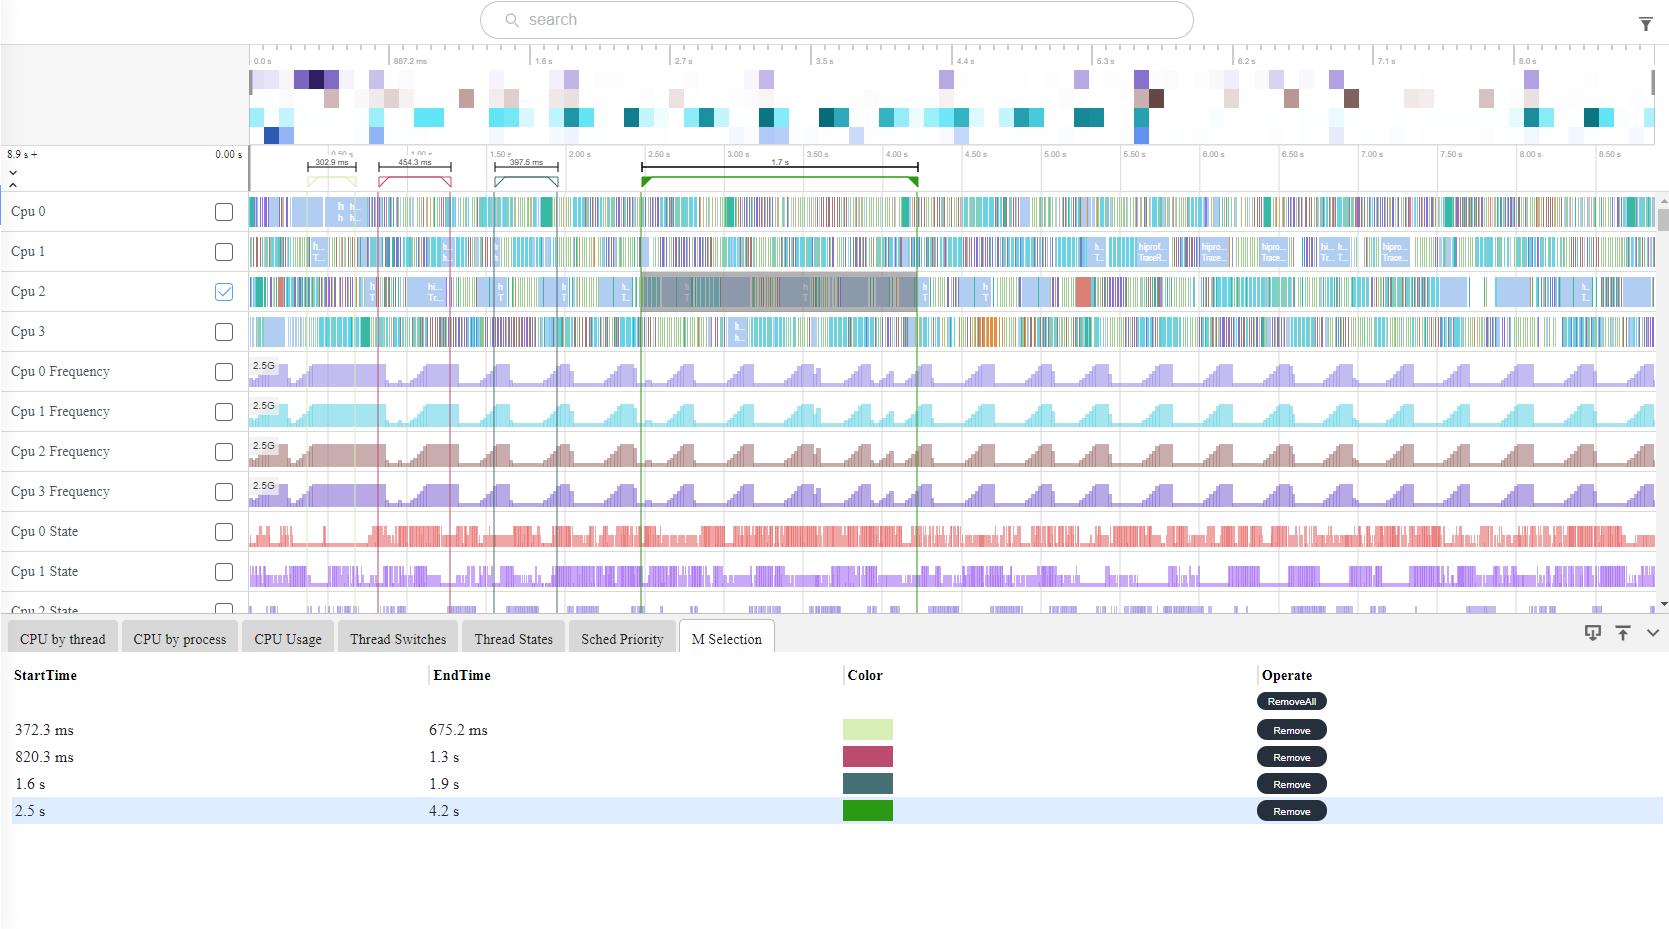 search
0.0 s 887.2 ms 1.8 s 2.7 s 3.5 s 4.4 s 5.3 s 6.2 s 7.1 s 8.0 s
8.9 s + 0.00 s
0.50 s 1.00 s 1.50 s 2.00 s 2.50 s 3.00 s 3.50 s 4.00 s 4.50 s 5.00 s 5.50 s 6.00 s 6.50 s 7.00 s 7.50 s 8.00 s 8.50 s
302.9 ms 454.3 ms 397.5 ms 1.7 s
Cpu 0
h h...
h h...
Cpu 1
h... h... h h... hiprof... hipro... hipro... hi... h... hipro...
T... h... h T... TraceR... Trace... Trace... Tr... T... Trace...
Cpu 2
h hi... h h h... h... h h h h...
T Tr... T T T... T T T T...
Cpu 3
h...
h...
Cpu 0 Frequency 2.5G
Cpu 1 Frequency 2.5G
Cpu 2 Frequency 2.5G
Cpu 3 Frequency 2.5G
Cpu 0 State
Cpu 1 State
Cpu 2 State
CPU by thread CPU by process CPU Usage Thread Switches Thread States Sched Priority M Selection
StartTime EndTime Color Operate
RemoveAll
372.3 ms 675.2 ms Remove
820.3 ms 1.3 s Remove
1.6 s 1.9 s Remove
2.5 s 4.2 s Remove